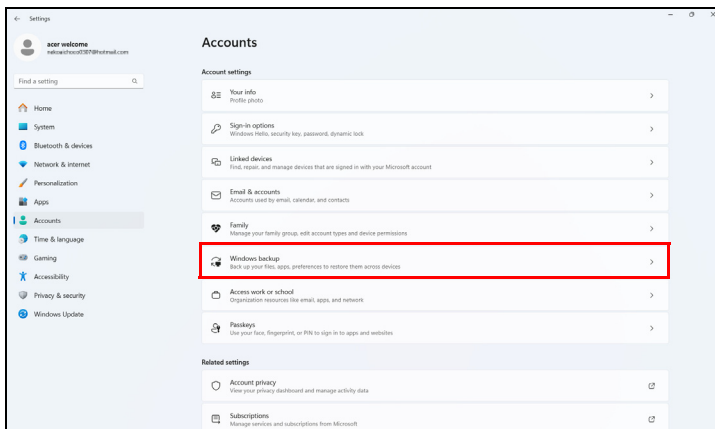 Settings
acer welcome
nekosaichoco0387@hotmail.com
Find a setting
Home
System
Bluetooth & devices
Network & internet
Personalization
Apps
Accounts
Time & language
Gaming
Accessibility
Privacy & security
Windows Update
Accounts
Account settings
Your info
Profile photo
Sign-in options
Windows Hello, security key, password, dynamic lock
Linked devices
Find, repair, and manage devices that are signed in with your Microsoft account
Email & accounts
Accounts used by email, calendar, and contacts
Family
Manage your family group, edit account types and device permissions
Windows backup
Back up your files, apps, preferences to restore them across devices
Access work or school
Organization resources like email, apps, and network
Passkeys
Use your face, fingerprint, or PIN to sign in to apps and websites
Related settings
Account privacy
View your privacy dashboard and manage activity data
Subscriptions
Manage services and subscriptions from Microsoft